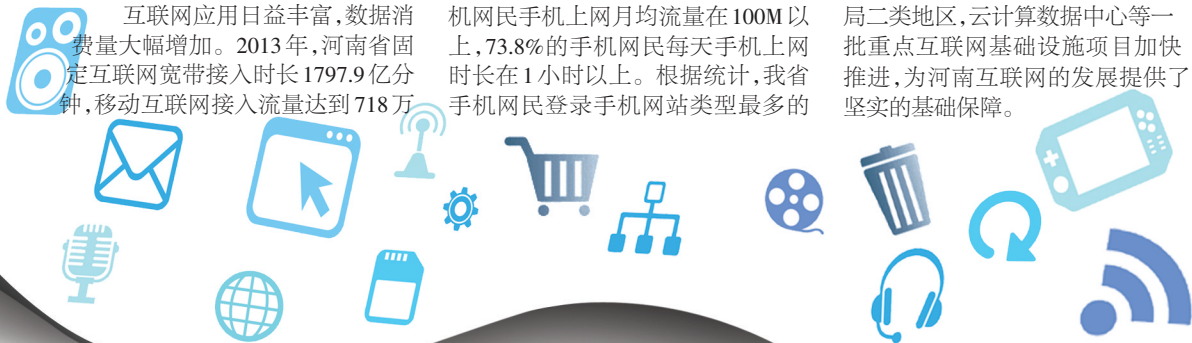 互联网应用日益丰富，数据消
费量大幅增加。2013年，河南省固
定互联网宽带接入时长1797.9亿分
钟，移动互联网接入流量达到718万
机网民手机上网月均流量在100M以
上，73.8%的手机网民每天手机上网
时长在1小时以上。根据统计，我省
手机网民登录手机网站类型最多的
局二类地区，云计算数据中心等一
批重点互联网基础设施项目加快
推进，为河南互联网的发展提供了
坚实的基础保障。